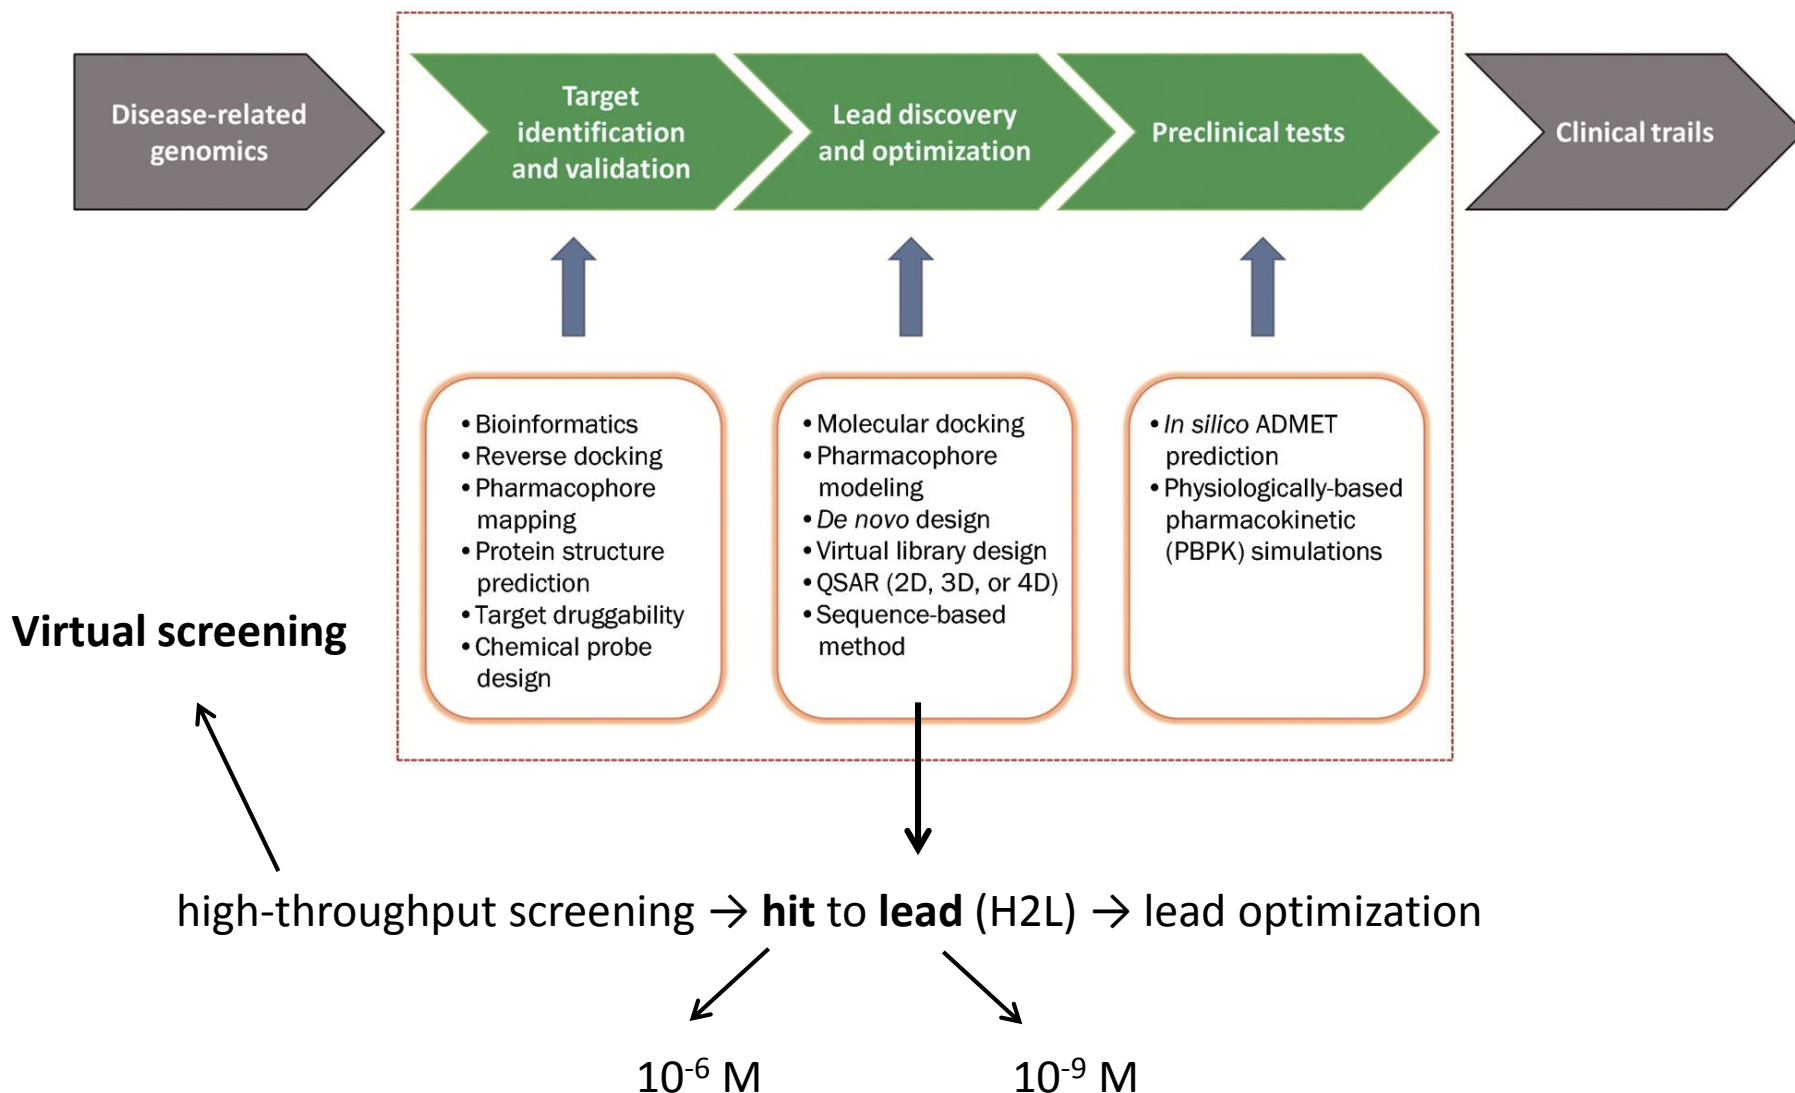 Disease-related
genomics
Target
identification
and validation
Lead discovery
and optimization
Preclinical tests
Clinical trails
• Bioinformatics
• Reverse docking
• Pharmacophore
mapping
• Protein structure
prediction
• Target druggability
• Chemical probe
design
• Molecular docking
• Pharmacophore
modeling
• De novo design
• Virtual library design
• QSAR (2D, 3D, or 4D)
• Sequence-based
method
• In silico ADMET
prediction
• Physiologically-based
pharmacokinetic
(PBPK) simulations
Virtual screening
high-throughput screening → hit to lead (H2L) → lead optimization
10⁻⁶ M
10⁻⁹ M